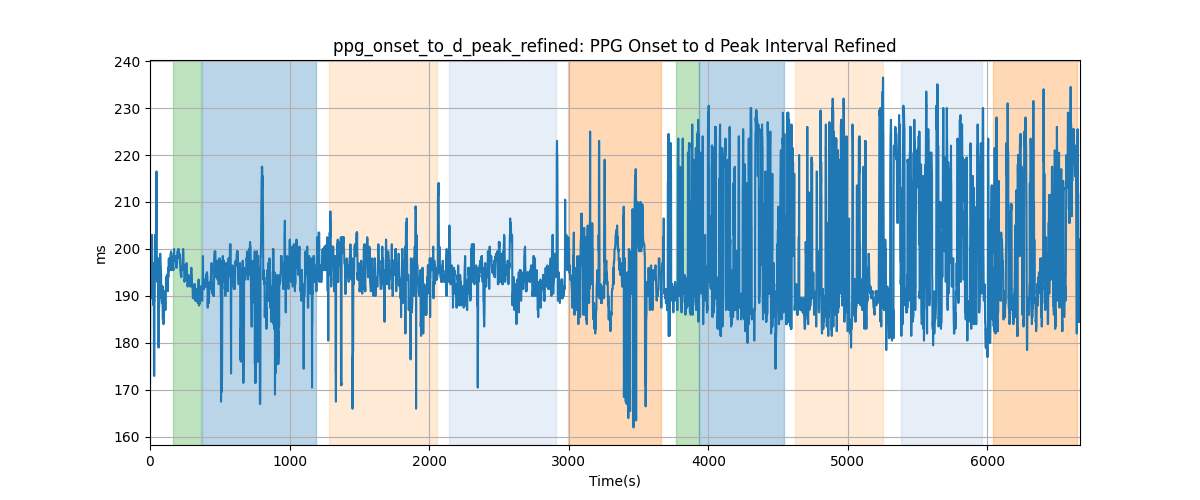 ppg_onset_to_d_peak_refined: PPG Onset to d Peak Interval Refined
240
230
220
210
200
190
180
170
160
ms
0 1000 2000 3000 4000 5000 6000
Time(s)